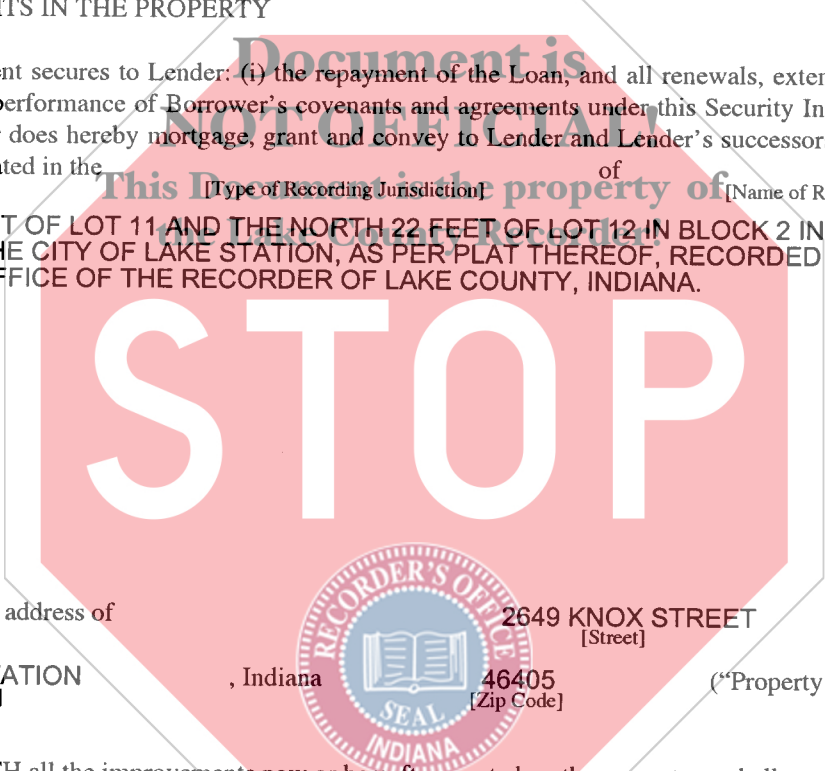 ITS IN THE PROPERTY
Document is
ent secures to Lender: (i) the repayment of the Loan, and all renewals, exten
performance of Borrower's covenants and agreements under this Security In
NOT OFFICIAL!
does hereby mortgage, grant and convey to Lender and Lender's successor
ated in the of
This Document is the property of
[Type of Recording Jurisdiction] [Name of R
T OF LOT 11 AND THE NORTH 22 FEET OF LOT 12 IN BLOCK 2 IN
the Lake County Recorder!
HE CITY OF LAKE STATION, AS PER PLAT THEREOF, RECORDED
FFICE OF THE RECORDER OF LAKE COUNTY, INDIANA.
STOP
RECORDER'S OFFICE
address of 2649 KNOX STREET
[Street]
TATION , Indiana 46405 ("Property
[Zip Code]
SEAL
INDIANA